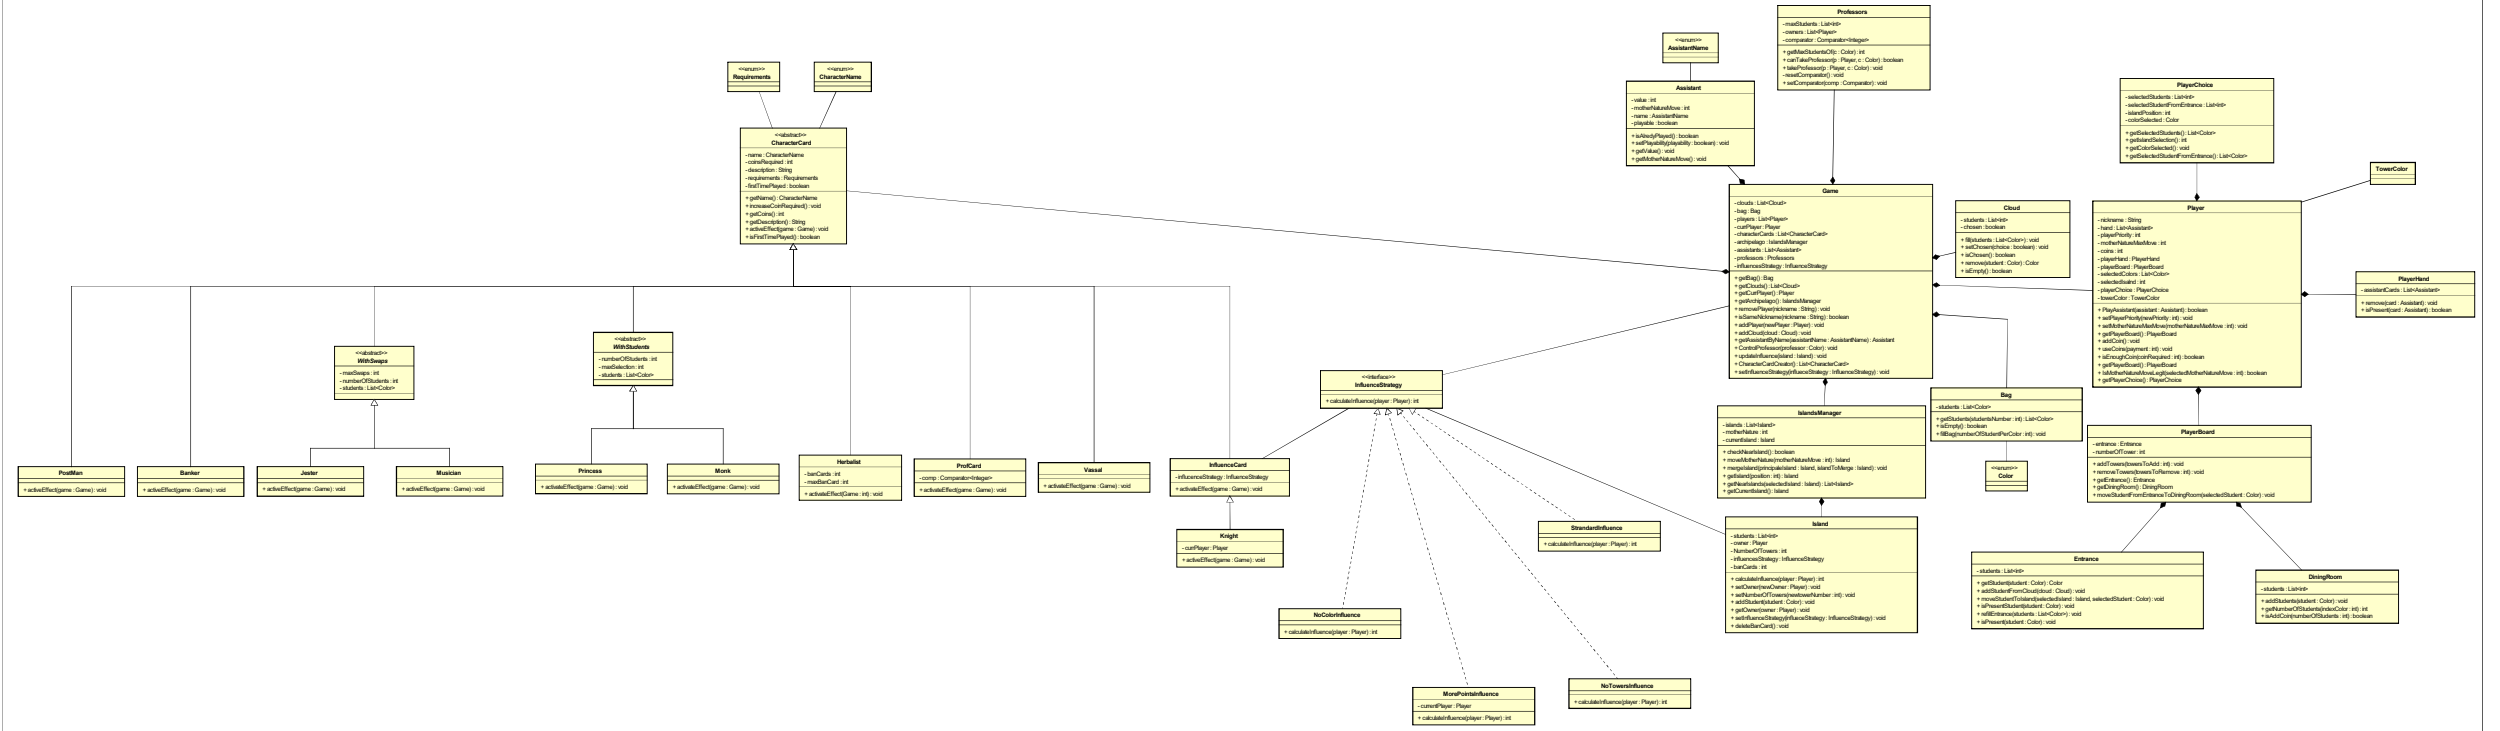 <<enum>>
Requirements
<<enum>>
CharacterName
<<abstract>>
CharacterCard
- name : CharacterName
- coinsRequired : int
- description : String
- requirements : Requirements
- firstTimePlayed : boolean
+ getName() : CharacterName
+ increaseCoinRequired() : void
+ getCoins() : int
+ getDescription() : String
+ activeEffect(game : Game) : void
+ isFirstTimePlayed() : boolean
<<abstract>>
WithSwaps
- maxSwaps : int
- numberOfStudents : int
- students : List<Color>
<<abstract>>
WithStudents
- numberOfStudents : int
- maxSelection : int
- students : List<Color>
PostMan
+ activeEffect(game : Game) : void
Banker
+ activeEffect(game : Game) : void
Jester
+ activeEffect(game : Game) : void
Musician
+ activeEffect(game : Game) : void
Princess
+ activateEffect(game : Game) : void
Monk
+ activateEffect(game : Game) : void
Herbalist
- banCards : int
- maxBanCard : int
+ activateEffect(Game : int) : void
ProfCard
- comp : Comparator<Integer>
+ activateEffect(game : Game) : void
Vassal
+ activateEffect(game : Game) : void
InfluenceCard
- influcenceStrategy : InfluenceStrategy
+ activateEffect(game : Game) : void
Knight
- currPlayer : Player
+ activeEffect(game : Game) : void
<<interface>>
InfluenceStrategy
+ calculateInfluence(player : Player) : int
NoColorInfluence
+ calculateInfluence(player : Player) : int
MorePointsInfluence
- currentPlayer : Player
+ calculateInfluence(player : Player) : int
NoTowersInfluence
+ calculateInfluence(player : Player) : int
StrandardInfluence
+ calculateInfluence(player : Player) : int
<<enum>>
AssistantName
Assistant
- value : int
- motherNatureMove : int
- name : AssistantName
- playable : boolean
+ isAlredyPlayed() : boolean
+ setPlayability(playability : boolean) : void
+ getValue() : void
+ getMotherNatureMove() : void
Professors
- maxStudents : List<int>
- owners : List<Player>
- comparator : Comparator<Integer>
+ getMaxStudentsOf(c : Color) : int
+ canTakeProfessor(p : Player, c : Color) : boolean
+ takeProfessor(p : Player, c : Color) : void
- resetComparator() : void
+ setComparator(comp : Comparator) : void
Game
- clouds : List<Cloud>
- bag : Bag
- players : List<Player>
- currPlayer : Player
- characterCards : List<CharacterCard>
- archipelago : IslandsManager
- assistants : List<Assistant>
- professors : Professors
- influencesStrategy : InfluenceStrategy
+ getBag() : Bag
+ getClouds() : List<Cloud>
+ getCurrPlayer() : Player
+ getArchipelago() : IslandsManager
+ removePlayer(nickname : String) : void
+ isSameNickname(nickname : String) : boolean
+ addPlayer(newPlayer : Player) : void
+ addCloud(cloud : Cloud) : void
+ getAssistantByName(assistantName : AssistantName) : Assistant
+ ControlProfessor(professor : Color) : void
+ updateInfluence(island : Island) : void
+ CharacterCardCreator() : List<CharacterCard>
+ setInfluenceStrategy(influeceStrategy : InfluenceStrategy) : void
IslandsManager
- islands : List<Island>
- motherNature : int
- currentIsland : Island
+ checkNearIsland() : boolean
+ moveMotherNature(motherNatureMove : int) : Island
+ mergeIsland(principaleIsland : Island, islandToMerge : Island) : void
+ getIsland(position : int) : Island
+ getNearIslands(selectedIsland : Island) : List<Island>
+ getCurrentIsland() : Island
Island
- students : List<int>
- owner : Player
- NumberOfTowers : int
- influencesStrategy : InfluenceStrategy
- banCards : int
+ calculateInfluence(player : Player) : int
+ setOwner(newOwner : Player) : void
+ setNumberOfTowers(newtowerNumber : int) : void
+ addStudent(student : Color) : void
+ getOwner(owner : Player) : void
+ setInfluenceStrategy(influeceStrategy : InfluenceStrategy) : void
+ deleteBanCard() : void
Cloud
- students : List<int>
- chosen : boolean
+ fill(students : List<Color>) : void
+ setChosen(choice : boolean) : void
+ isChosen() : boolean
+ remove(student : Color) : Color
+ isEmpty() : boolean
Bag
- students : List<Color>
+ getStudents(studentsNumber : int) : List<Color>
+ isEmpty() : boolean
+ fillBag(numberOfStudentPerColor : int) : void
<<enum>>
Color
PlayerChoice
- selectedStudents : List<int>
- selectedStudentFromEntrance : List<int>
- islandPosition : int
- colorSelected : Color
+ getSelectedStudents() : List<Color>
+ getIslandSelection() : int
+ getColorSelected() : void
+ getSelectedStudentFromEntrance() : List<Color>
TowerColor
Player
- nickname : String
- hand : List<Assistant>
- playerPriority : int
- motherNatureMaxMove : int
- coins : int
- playerHand : PlayerHand
- playerBoard : PlayerBoard
- selectedColors : List<Color>
- selectedIsalnd : int
- playerChoice : PlayerChoice
- towerColor : TowerColor
+ PlayAssistant(assistant : Assistant) : boolean
+ setPlayerPriority(newPriority : int) : void
+ setMotherNatureMaxMove(motherNatureMaxMove : int) : void
+ getPlayerBoard() : PlayerBoard
+ addCoin() : void
+ useCoins(payment : int) : void
+ isEnoughCoin(coinRequired : int) : boolean
+ getPlayerBoard() : PlayerBoard
+ IsMotherNatureMoveLegit(selectedMotherNatureMove : int) : boolean
+ getPlayerChoice() : PlayerChoice
PlayerHand
- assistantCards : List<Assistant>
+ remove(card : Assistant) : void
+ isPresent(card : Assistant) : boolean
PlayerBoard
- entrance : Entrance
- numberOfTower : int
+ addTowers(towersToAdd : int) : void
+ removeTowers(towersToRemove : int) : void
+ getEntrance() : Entrance
+ getDiningRoom() : DiningRoom
+ moveStudentFromEntranceToDiningRoom(selectedStudent : Color) : void
Entrance
- students : List<int>
+ getStudent(student : Color) : Color
+ addStudentFromCloud(cloud : Cloud) : void
+ moveStudentToIsland(selectedIsland : Island, selectedStudent : Color) : void
+ isPresentStudent(student : Color) : void
+ refillEntrance(students : List<Color>) : void
+ isPresent(student : Color) : void
DiningRoom
- students : List<int>
+ addStudents(student : Color) : void
+ getNumberOfStudents(indexColor : int) : int
+ isAddCoin(numberOfStudents : int) : boolean